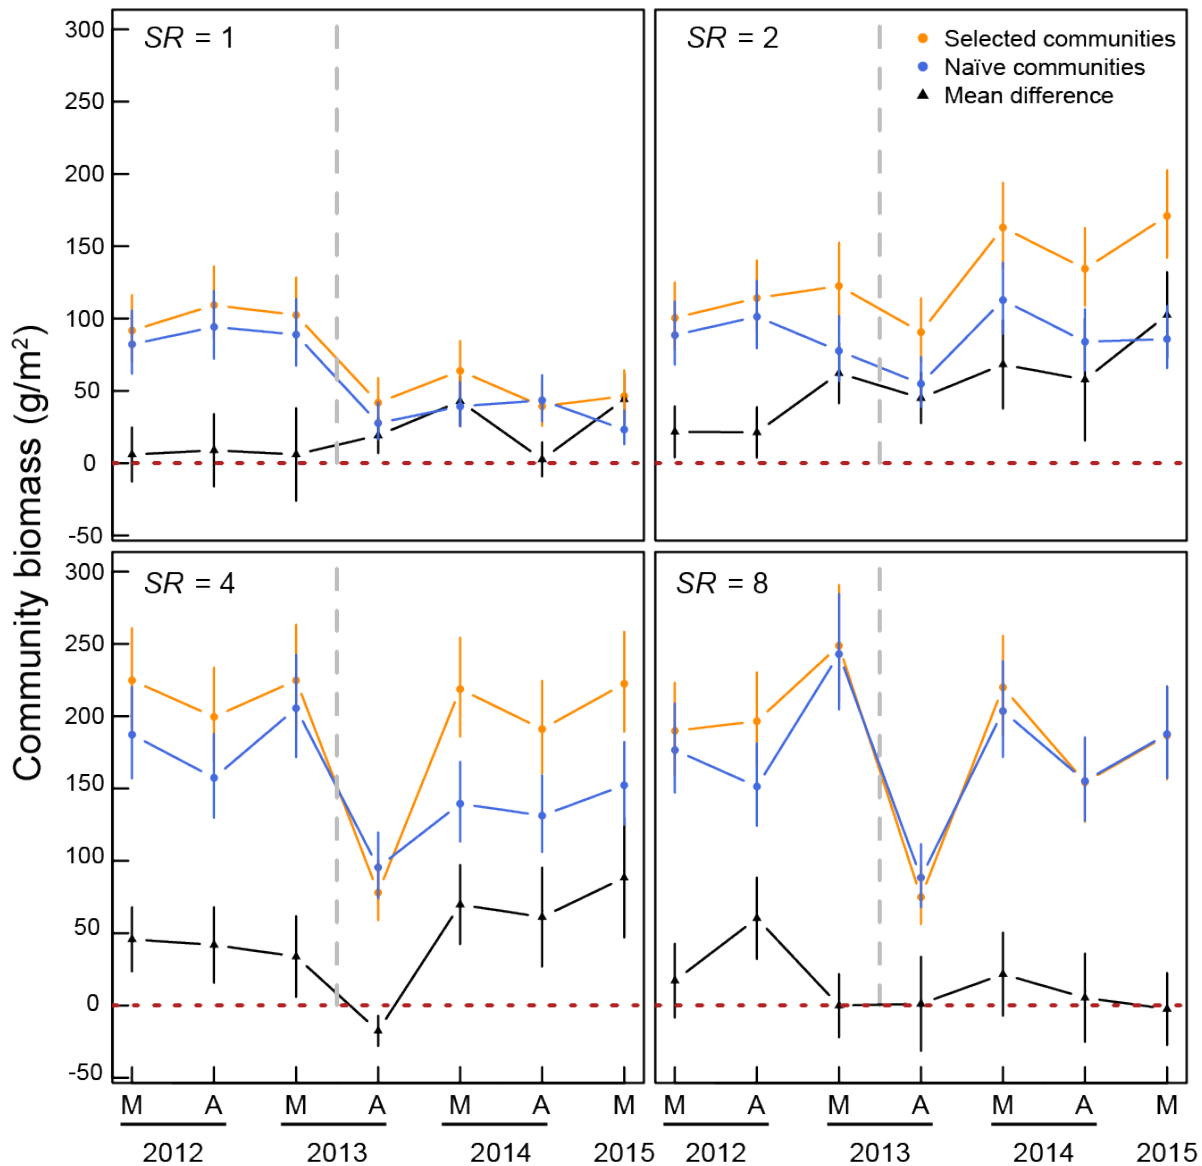 Community biomass (g/m²)
SR = 1
300
250
200
150
100
50
0
-50
SR = 2
Selected communities
Naïve communities
Mean difference
SR = 4
300
250
200
150
100
50
0
-50
SR = 8
M A M A M A M
2012 2013 2014 2015
M A M A M A M
2012 2013 2014 2015